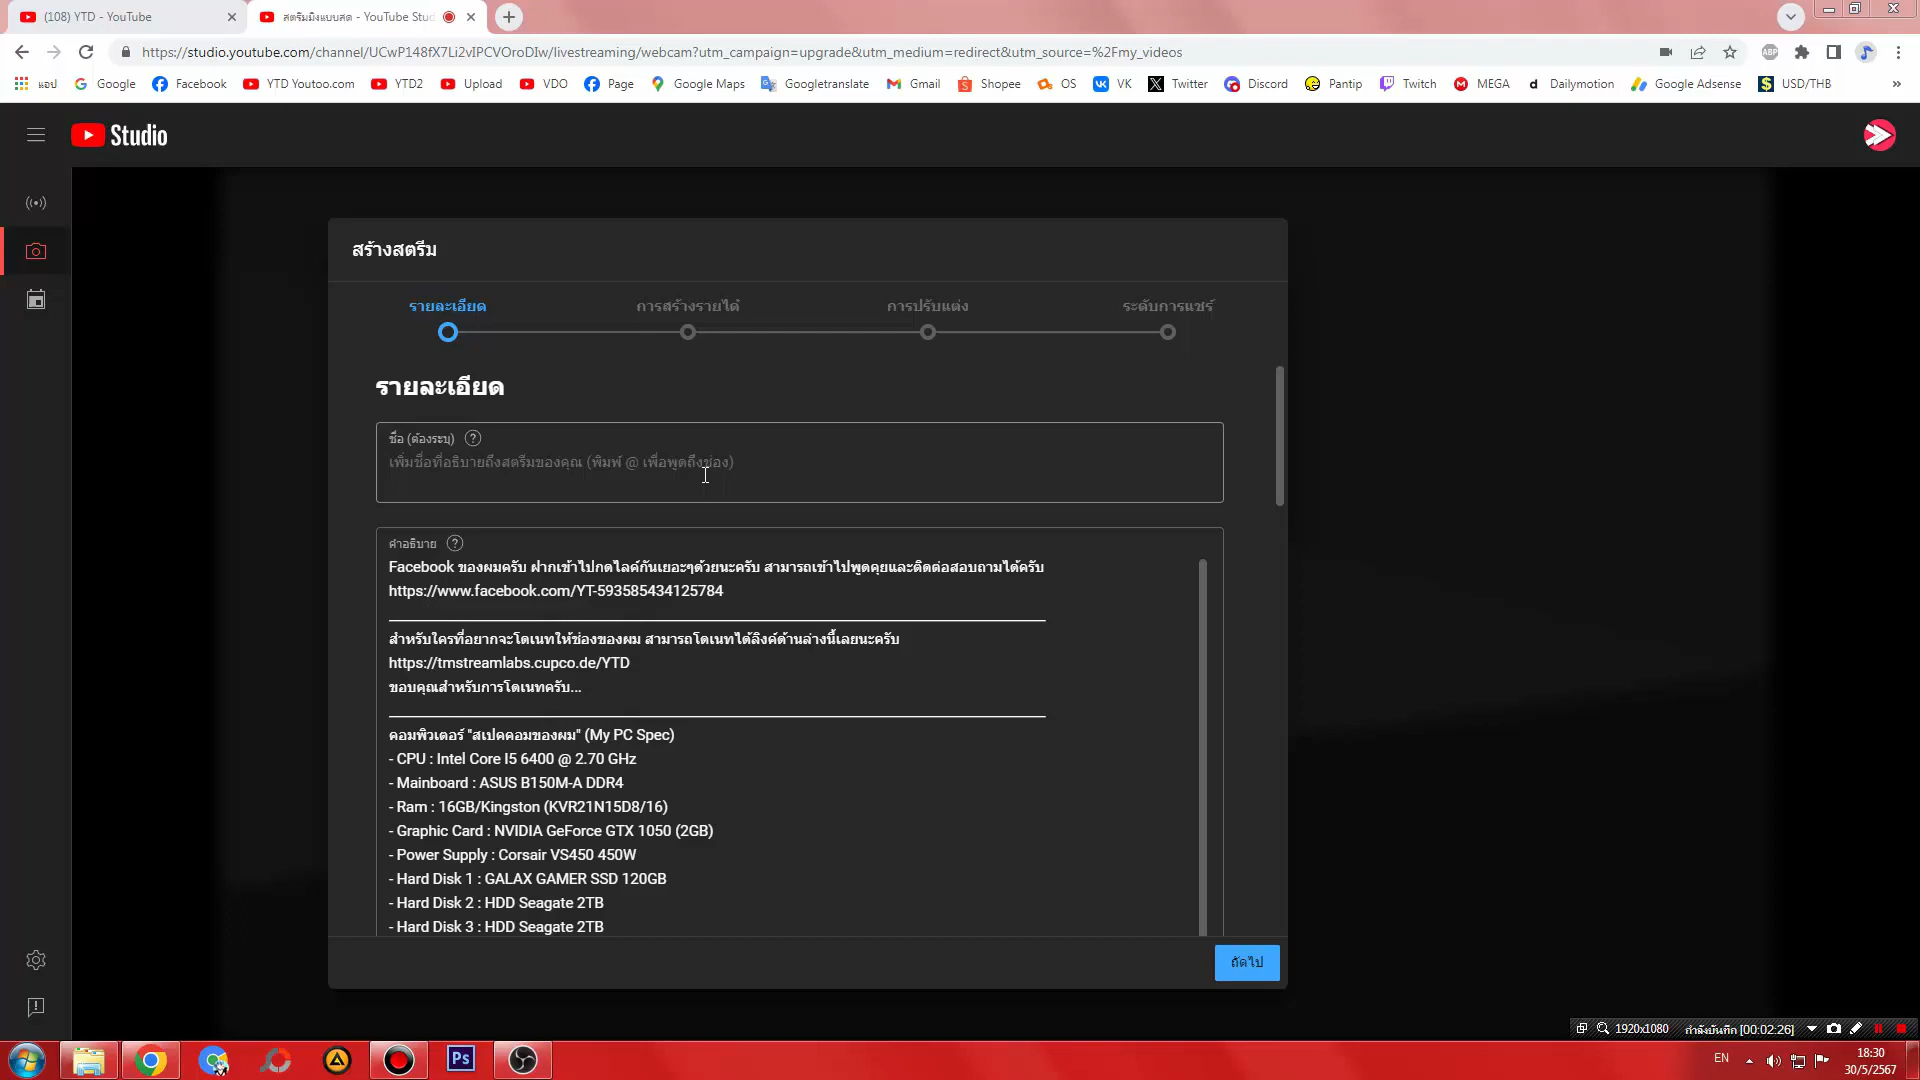 (108) YTD - YouTube
สตรีมมิงแบบสด - YouTube Stud
https://studio.youtube.com/channel/UCwP148fX7Li2vIPCVOroDIw/livestreaming/webcam?utm_campaign=upgrade&utm_medium=redirect&utm_source=%2Fmy_videos
ABP
แอป Google Facebook YTD Youtoo.com YTD2 Upload VDO Page Google Maps Googletranslate Gmail Shopee OS VK Twitter Discord Pantip Twitch MEGA Dailymotion Google Adsense USD/THB »
Studio
สร้างสตรีม
รายละเอียด การสร้างรายได้ การปรับแต่ง ระดับการแชร์
รายละเอียด
ชื่อ (ต้องระบุ) ?
เพิ่มชื่อที่อธิบายถึงสตรีมของคุณ (พิมพ์ @ เพื่อพูดถึงช่อง)
คำอธิบาย ?
Facebook ของผมครับ ฝากเข้าไปกดไลค์กันเยอะๆด้วยนะครับ สามารถเข้าไปพูดคุยและติดต่อสอบถามได้ครับ
https://www.facebook.com/YT-593585434125784
สำหรับใครที่อยากจะโดเนทให้ช่องของผม สามารถโดเนทได้ลิงค์ด้านล่างนี้เลยนะครับ
https://tmstreamlabs.cupco.de/YTD
ขอบคุณสำหรับการโดเนทครับ...
คอมพิวเตอร์ "สเปคคอมของผม" (My PC Spec)
- CPU : Intel Core I5 6400 @ 2.70 GHz
- Mainboard : ASUS B150M-A DDR4
- Ram : 16GB/Kingston (KVR21N15D8/16)
- Graphic Card : NVIDIA GeForce GTX 1050 (2GB)
- Power Supply : Corsair VS450 450W
- Hard Disk 1 : GALAX GAMER SSD 120GB
- Hard Disk 2 : HDD Seagate 2TB
- Hard Disk 3 : HDD Seagate 2TB
ถัดไป
1920x1080 กำลังบันทึก [00:02:26]
Ps
EN
18:30
30/5/2567